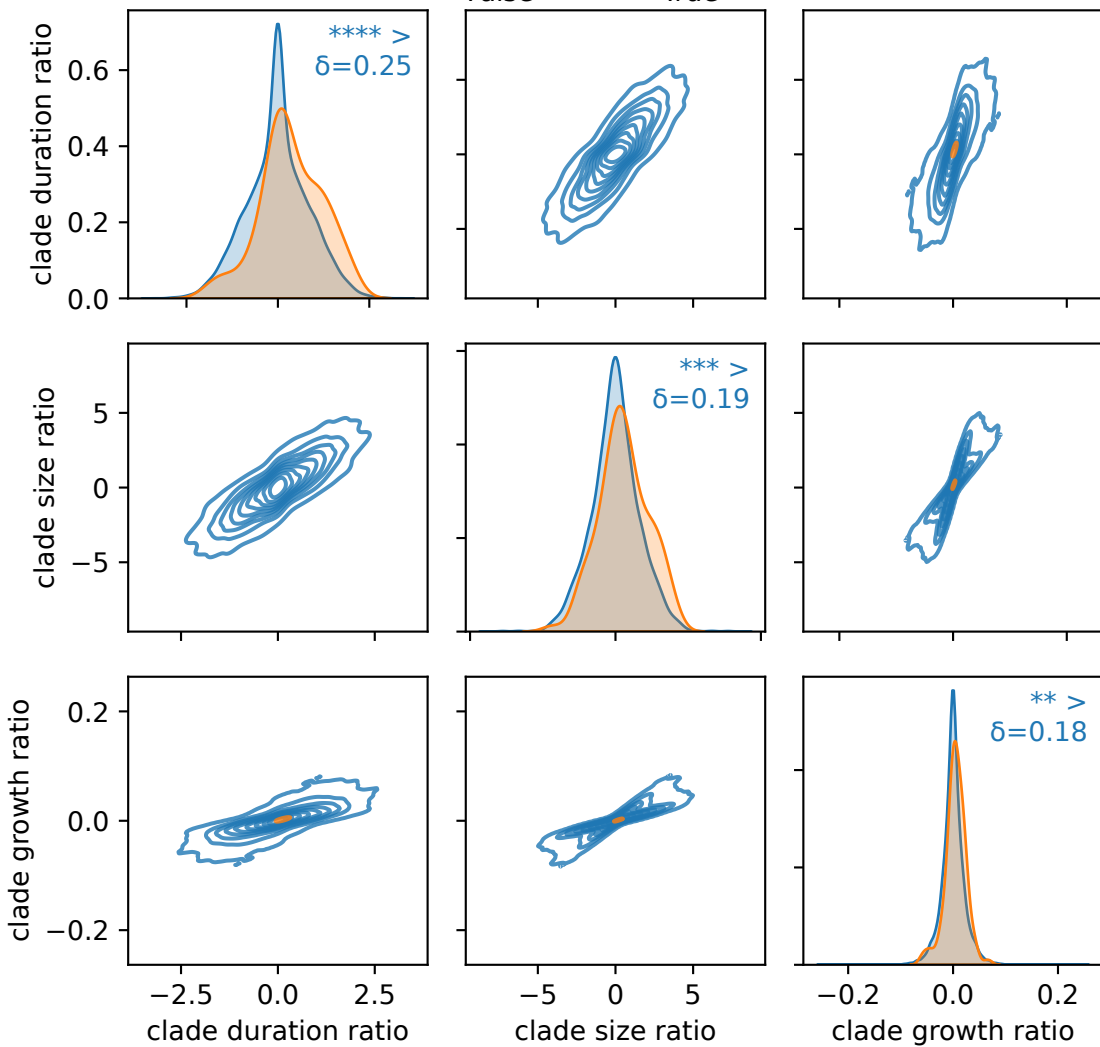 clade duration ratio
0.6
0.4
0.2
0.0
**** >
δ=0.25
clade size ratio
5
0
−5
*** >
δ=0.19
clade growth ratio
0.2
0.0
−0.2
** >
δ=0.18
−2.5 0.0 2.5
−5 0 5
−0.2 0.0 0.2
clade duration ratio
clade size ratio
clade growth ratio